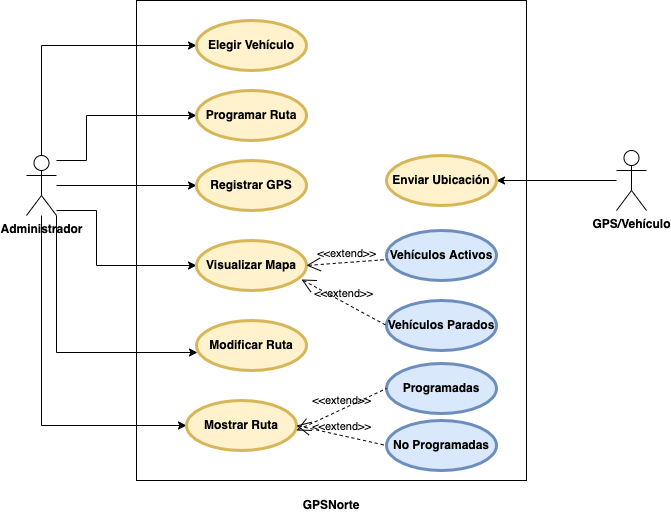 Elegir Vehículo
Programar Ruta
Registrar GPS
Enviar Ubicación
Administrador
GPS/Vehículo
Visualizar Mapa
<<extend>>
Vehículos Activos
<<extend>>
Vehículos Parados
Modificar Ruta
Programadas
<<extend>>
Mostrar Ruta
<<extend>>
No Programadas
GPSNorte